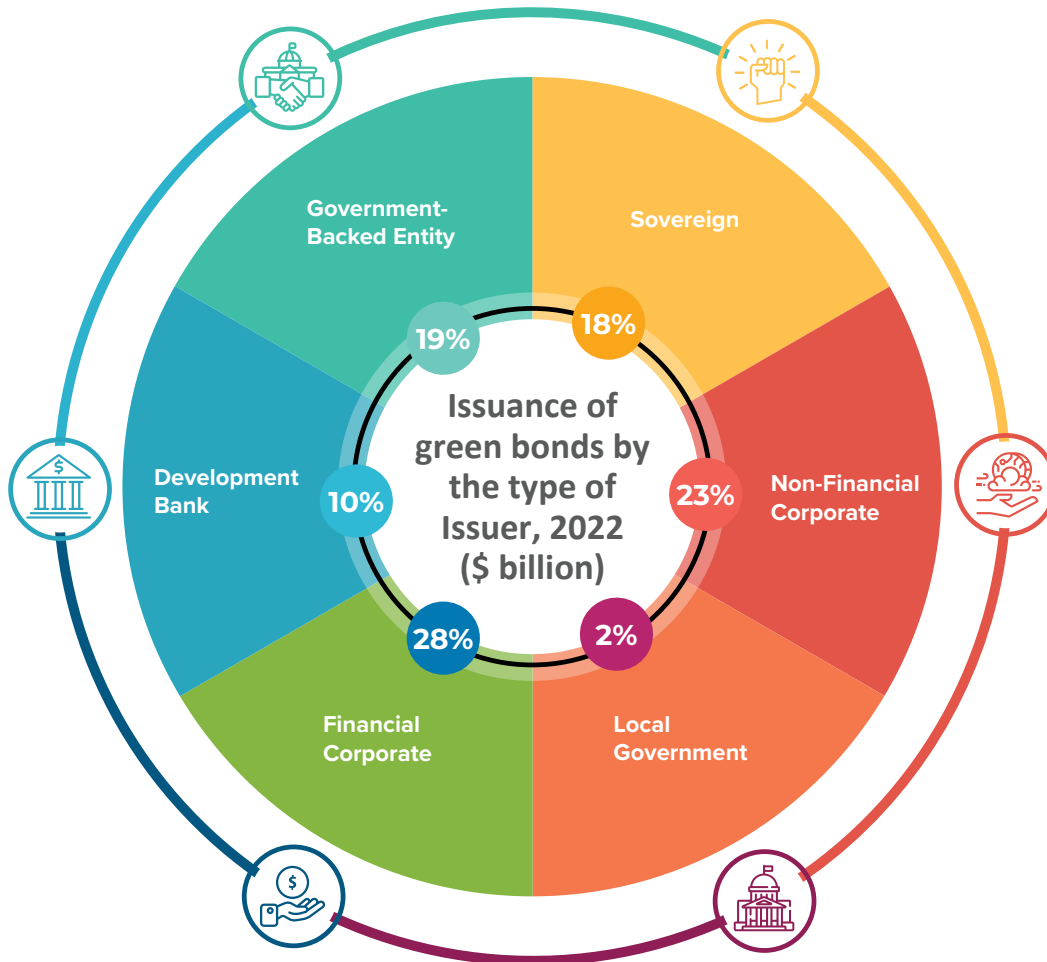 Government-
Backed Entity
Sovereign
19%
18%
Issuance of
green bonds by
the type of
Issuer, 2022
($ billion)
Development
Bank
10%
23%
Non-Financial
Corporate
28%
2%
Financial
Corporate
Local
Government
$
$